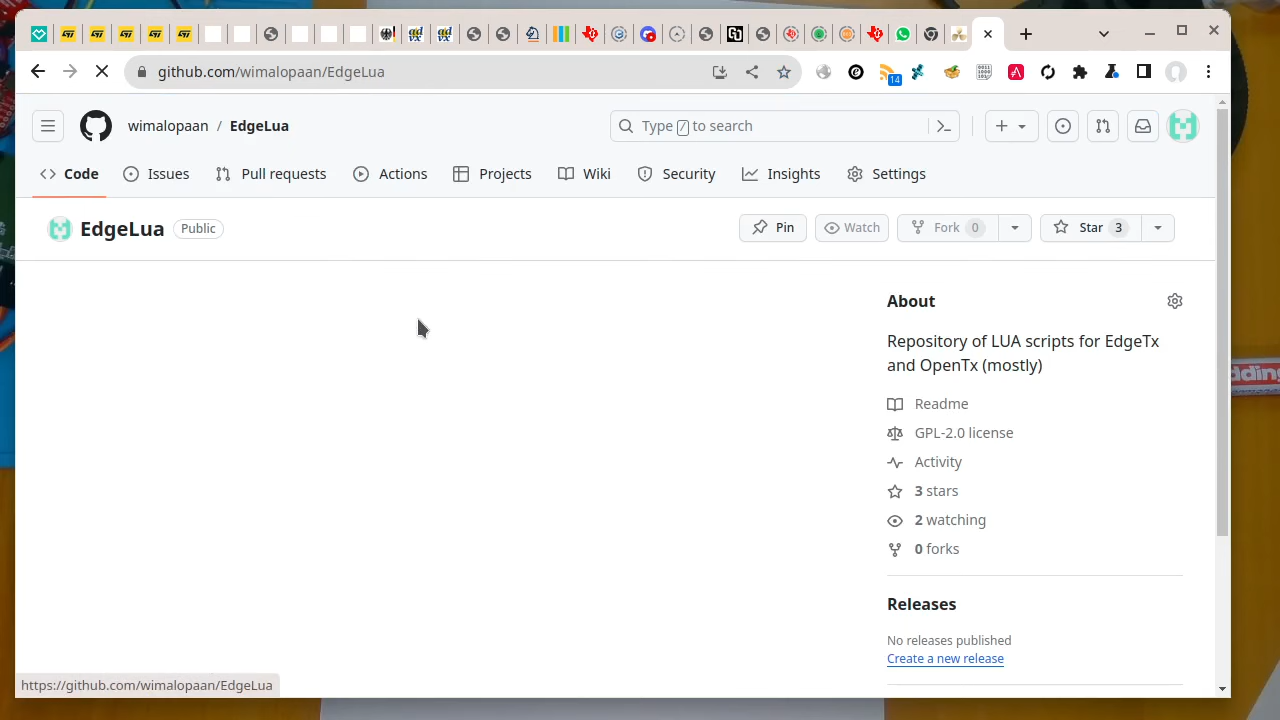 github.com/wimalopaan/EdgeLua
14
wimalopaan / EdgeLua
Type / to search
Code
Issues
Pull requests
Actions
Projects
Wiki
Security
Insights
Settings
EdgeLua
Public
Pin
Watch
Fork 0
Star 3
About
Repository of LUA scripts for EdgeTx
and OpenTx (mostly)
Readme
GPL-2.0 license
Activity
3 stars
2 watching
0 forks
Releases
No releases published
Create a new release
https://github.com/wimalopaan/EdgeLua